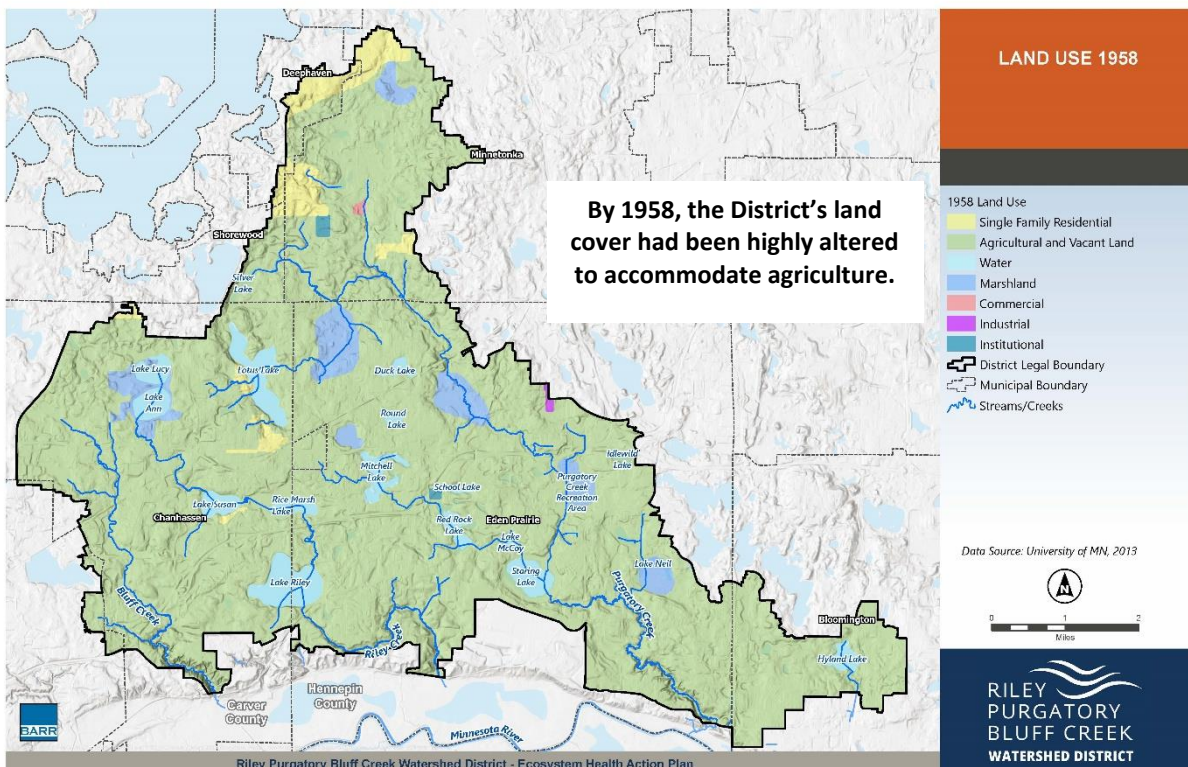 Deephaven
Minnetonka
By 1958, the District's land
cover had been highly altered
to accommodate agriculture.
Shorewood
Silver
Lake
Lake Lucy
Lake
Ann
Lotus Lake
Duck Lake
Round
Lake
Idlewild
Lake
Mitchell
Lake
School Lake
Purgatory
Creek
Recreation
Area
Lake Susan
Rice Marsh
Lake
Chanhassen
Red Rock
Lake
Eden Prairie
Lake
McCoy
Staring
Lake
Lake Neil
Lake Riley
Bluff Creek
Riley Creek
Purgatory Creek
Bloomington
Hyland Lake
Carver
County
Hennepin
County
Minnesota River
BARR
Riley Purgatory Bluff Creek Watershed District - Ecosystem Health Action Plan
LAND USE 1958
1958 Land Use
Single Family Residential
Agricultural and Vacant Land
Water
Marshland
Commercial
Industrial
Institutional
District Legal Boundary
Municipal Boundary
Streams/Creeks
Data Source: University of MN, 2013
N
0 1 2
Miles
RILEY
PURGATORY
BLUFF CREEK
WATERSHED DISTRICT